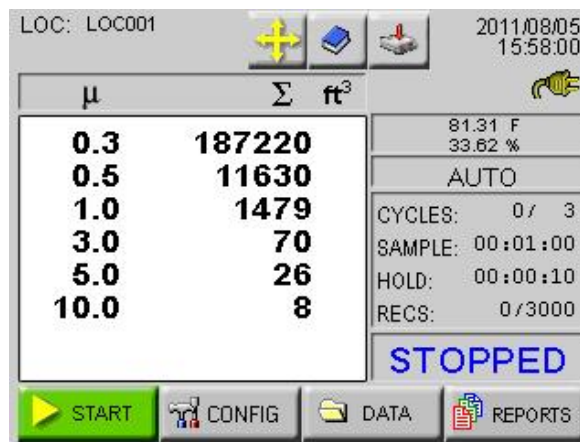 LOC: LOC001
2011/08/05
15:58:00
μ Σ ft³
0.3 187220
0.5 11630
1.0 1479
3.0 70
5.0 26
10.0 8
81.31 F
33.62 %
AUTO
CYCLES: 0/ 3
SAMPLE: 00:01:00
HOLD: 00:00:10
RECS: 0/3000
STOPPED
START CONFIG DATA REPORTS